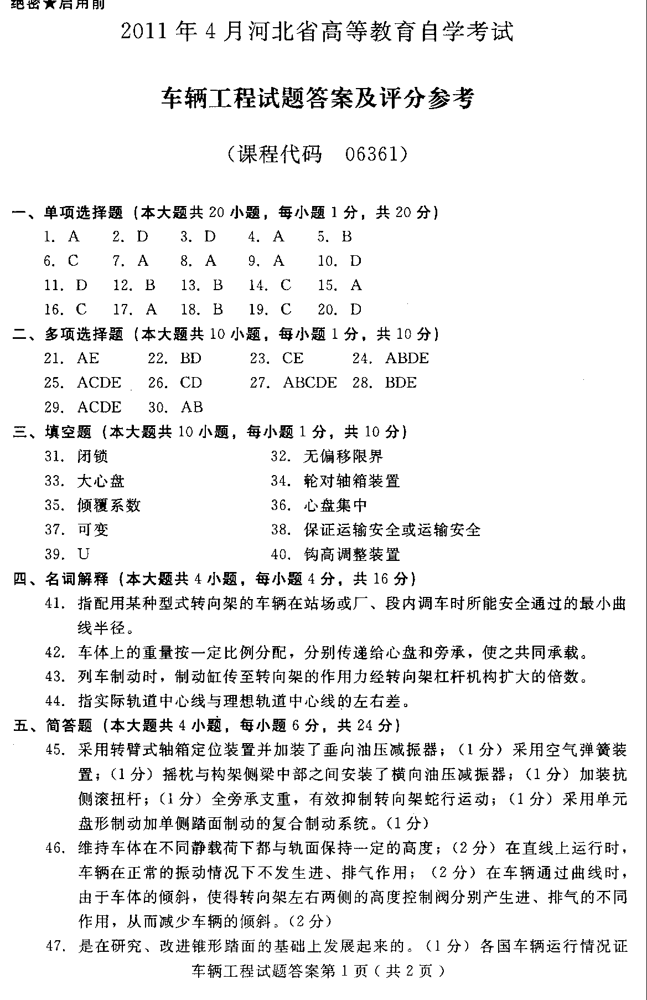 绝密★启用前
2011 年 4 月河北省高等教育自学考试
车辆工程试题答案及评分参考
（课程代码 06361）
一、单项选择题（本大题共 20 小题，每小题 1 分，共 20 分）
1. A 2. D 3. D 4. A 5. B
6. C 7. A 8. A 9. A 10. D
11. D 12. B 13. B 14. C 15. A
16. C 17. A 18. B 19. C 20. D
二、多项选择题（本大题共 10 小题，每小题 1 分，共 10 分）
21. AE 22. BD 23. CE 24. ABDE
25. ACDE 26. CD 27. ABCDE 28. BDE
29. ACDE 30. AB
三、填空题（本大题共 10 小题，每小题 1 分，共 10 分）
31. 闭锁 32. 无偏移限界
33. 大心盘 34. 轮对轴箱装置
35. 倾覆系数 36. 心盘集中
37. 可变 38. 保证运输安全或运输安全
39. U 40. 钩高调整装置
四、名词解释（本大题共 4 小题，每小题 4 分，共 16 分）
41. 指配用某种型式转向架的车辆在站场或厂、段内调车时所能安全通过的最小曲
线半径。
42. 车体上的重量按一定比例分配，分别传递给心盘和旁承，使之共同承载。
43. 列车制动时，制动缸传至转向架的作用力经转向架杠杆机构扩大的倍数。
44. 指实际轨道中心线与理想轨道中心线的左右差。
五、简答题（本大题共 4 小题，每小题 6 分，共 24 分）
45. 采用转臂式轴箱定位装置并加装了垂向油压减振器；（1 分）采用空气弹簧装
置；（1 分）摇枕与构架侧梁中部之间安装了横向油压减振器；（1 分）加装抗
侧滚扭杆；（1 分）全旁承支重，有效抑制转向架蛇行运动；（1 分）采用单元
盘形制动加单侧踏面制动的复合制动系统。（1 分）
46. 维持车体在不同静载荷下都与轨面保持一定的高度；（2 分）在直线上运行时，
车辆在正常的振动情况下不发生进、排气作用；（2 分）在车辆通过曲线时，
由于车体的倾斜，使得转向架左右两侧的高度控制阀分别产生进、排气的不同
作用，从而减少车辆的倾斜。（2 分）
47. 是在研究、改进锥形踏面的基础上发展起来的。（1 分）各国车辆运行情况证
车辆工程试题答案第 1 页（共 2 页）